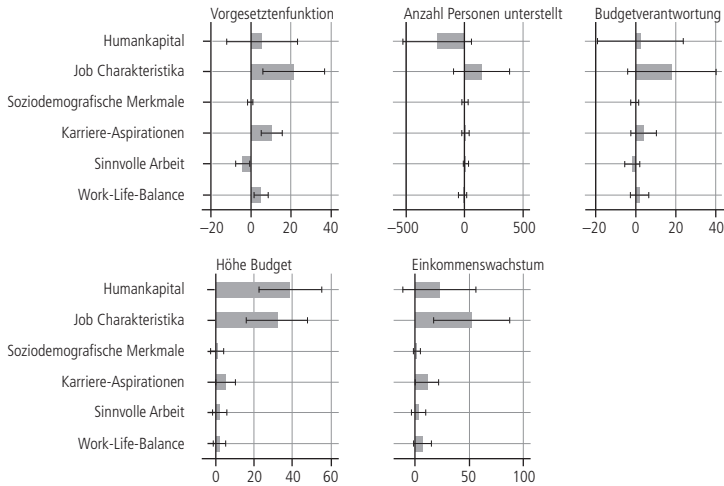 Vorgesetztenfunktion Anzahl Personen unterstellt Budgetverantwortung
Humankapital
Job Charakteristika
Soziodemografische Merkmale
Karriere-Aspirationen
Sinnvolle Arbeit
Work-Life-Balance
–20 0 20 40 –500 0 500 –20 0 20 40
Höhe Budget Einkommenswachstum
Humankapital
Job Charakteristika
Soziodemografische Merkmale
Karriere-Aspirationen
Sinnvolle Arbeit
Work-Life-Balance
0 20 40 60 0 50 100